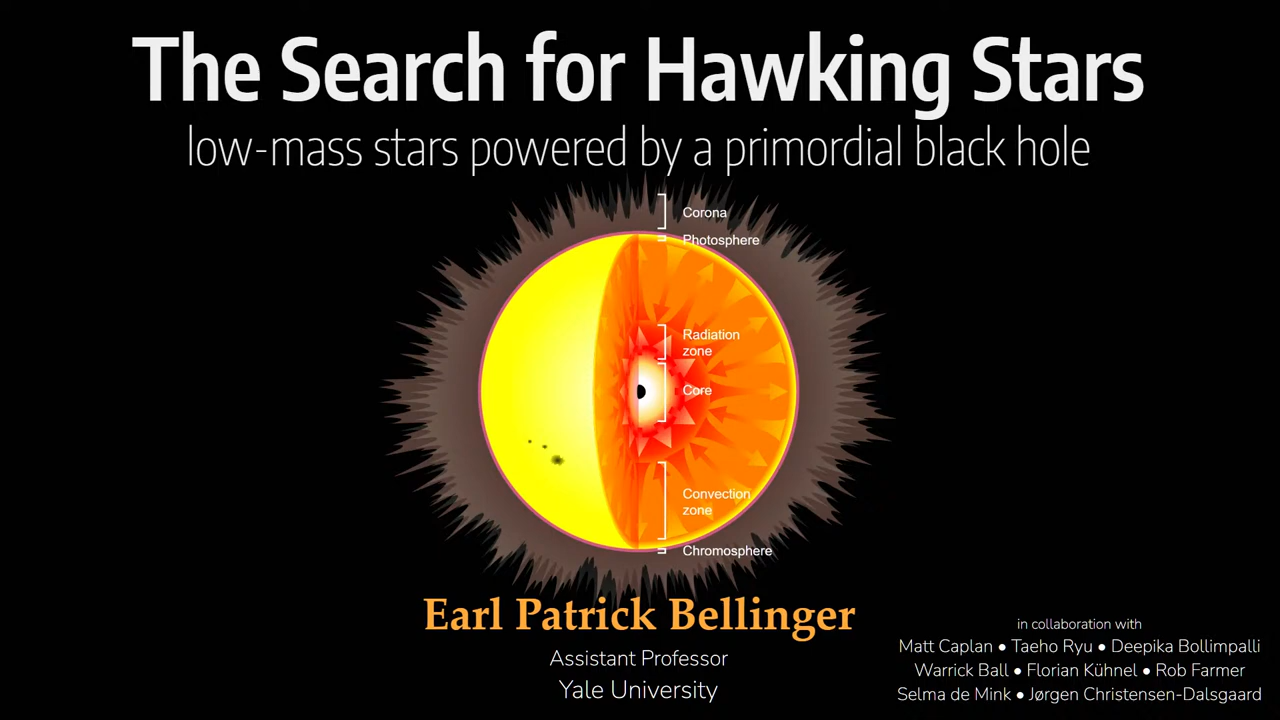 The Search for Hawking Stars
low-mass stars powered by a primordial black hole
Corona
Photosphere
Radiation
zone
Core
Convection
zone
Chromosphere
Earl Patrick Bellinger
Assistant Professor
Yale University
in collaboration with
Matt Caplan • Taeho Ryu • Deepika Bollimpalli
Warrick Ball • Florian Kühnel • Rob Farmer
Selma de Mink • Jørgen Christensen-Dalsgaard